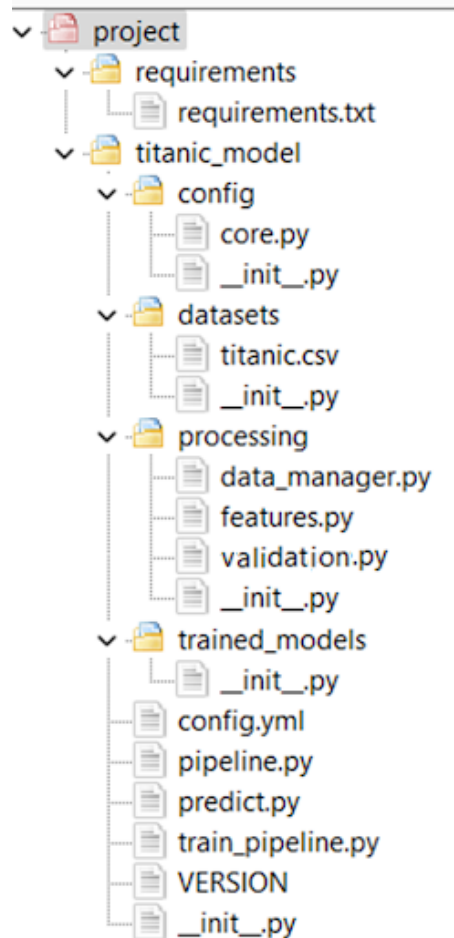 project
requirements
requirements.txt
titanic_model
config
core.py
__init__.py
datasets
titanic.csv
__init__.py
processing
data_manager.py
features.py
validation.py
__init__.py
trained_models
__init__.py
config.yml
pipeline.py
predict.py
train_pipeline.py
VERSION
__init__.py